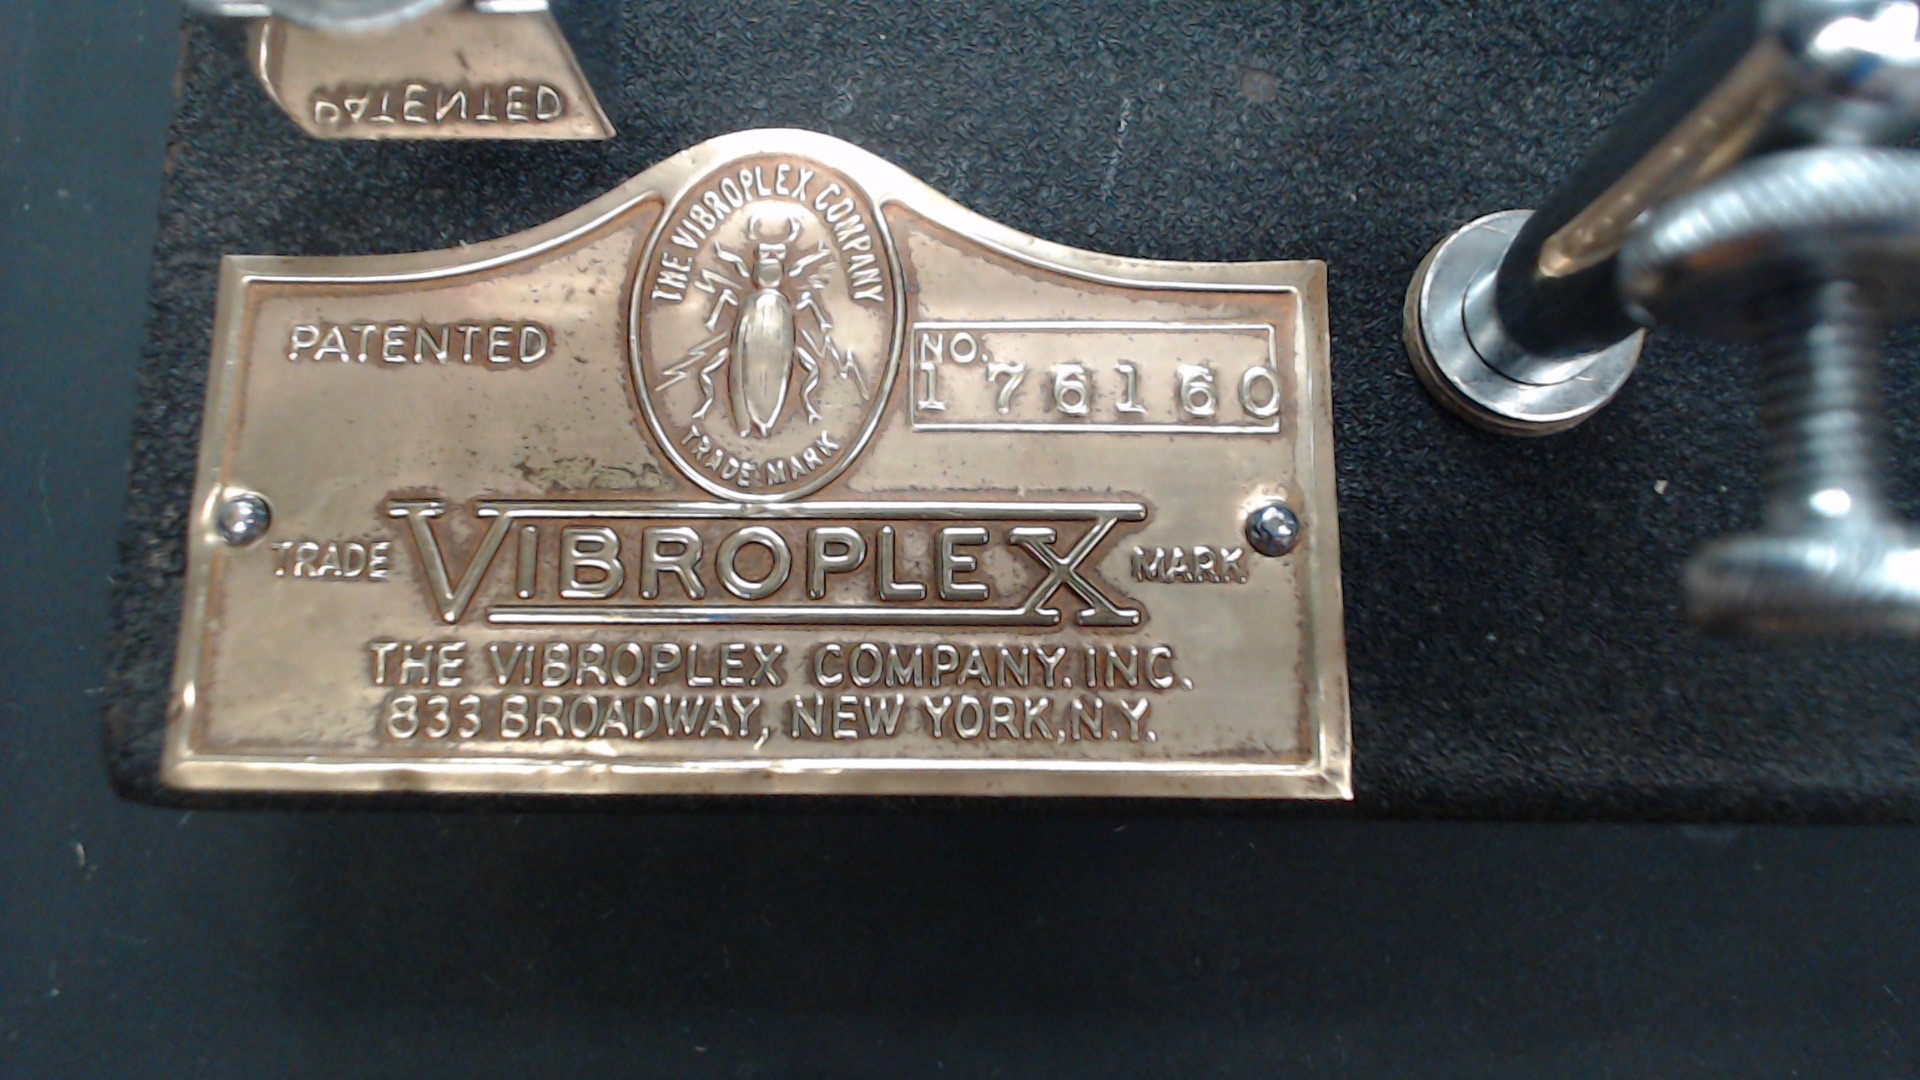 PATENTED
THE VIBROPLEX COMPANY
TRADE MARK
PATENTED
NO.
176160
TRADE VIBROPLEX MARK
THE VIBROPLEX COMPANY. INC.
833 BROADWAY, NEW YORK, N.Y.